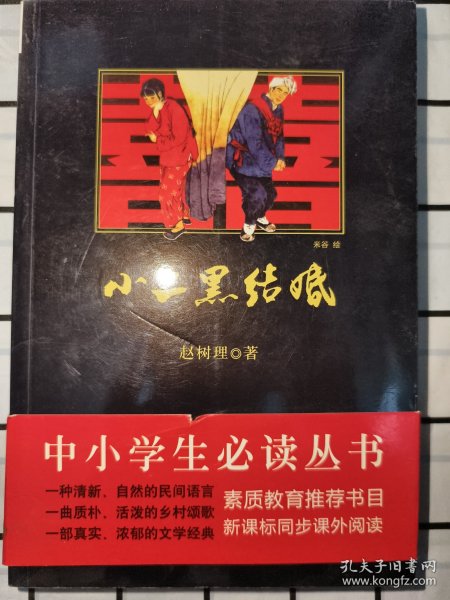 米谷 绘
小二黑结婚
赵树理◎著
中小学生必读丛书
一种清新、自然的民间语言
一曲质朴、活泼的乡村颂歌
一部真实、浓郁的文学经典
素质教育推荐书目
新课标同步课外阅读
孔夫子旧书网
www.kongfz.com